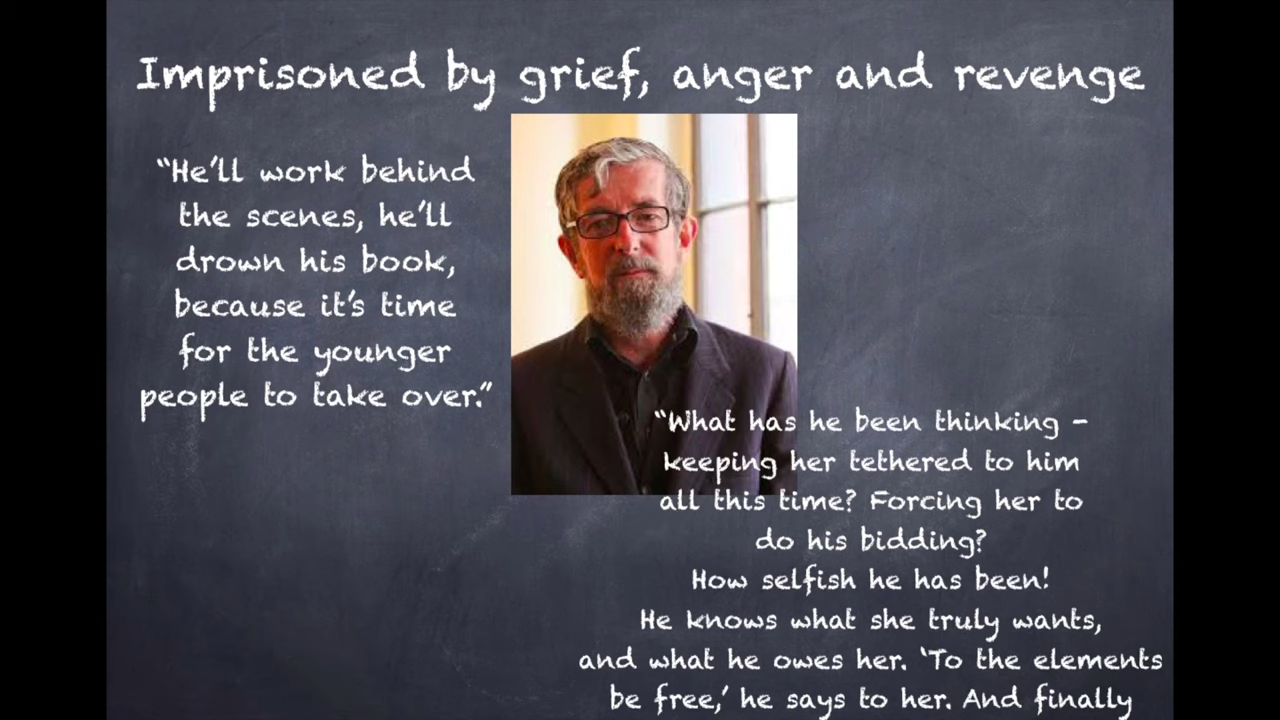 Imprisoned by grief, anger and revenge
“He’ll work behind
the scenes, he’ll
drown his book,
because it’s time
for the younger
people to take over.”
“What has he been thinking -
keeping her tethered to him
all this time? Forcing her to
do his bidding?
How selfish he has been!
He knows what she truly wants,
and what he owes her. ‘To the elements
be free,’ he says to her. And finally